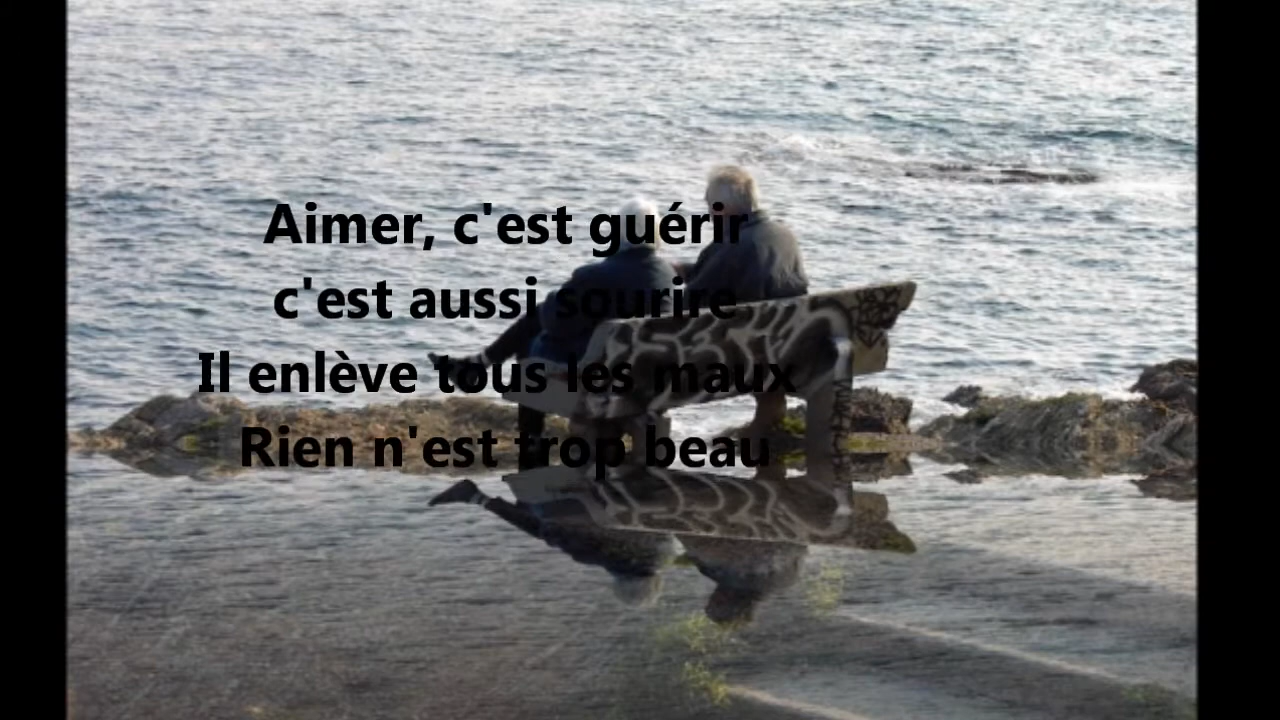 Aimer, c'est guérir
c'est aussi sourire
Il enlève tous les maux
Rien n'est trop beau